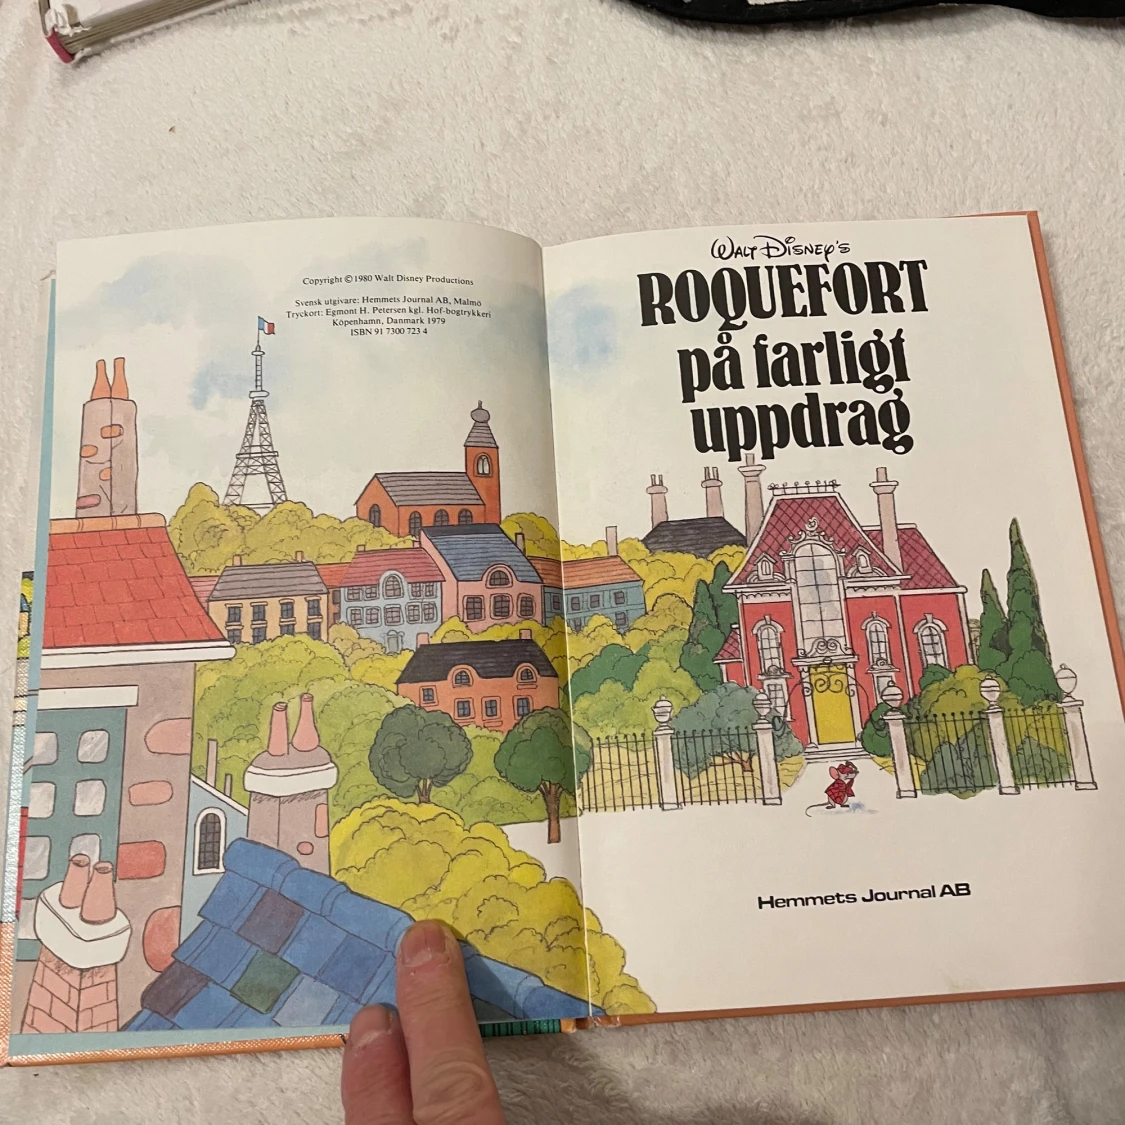 Copyright © 1980 Walt Disney Productions
Svensk utgivare: Hemmets Journal AB, Malmö
Tryckort: Egmont H. Petersen kgl. Hof-bogtrykkeri
Köpenhamn, Danmark 1979
ISBN 91 7300 723 4
Walt Disney's
ROQUEFORT
på farligt
uppdrag
Hemmets Journal AB